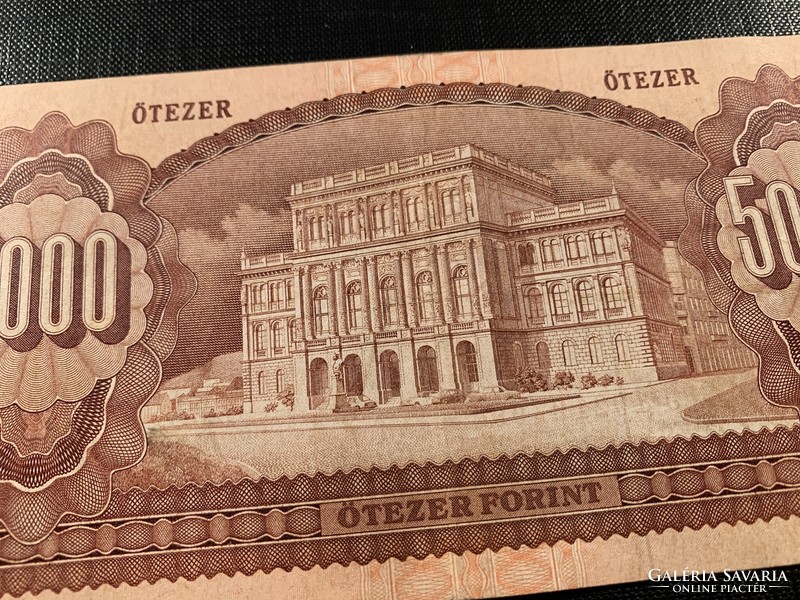 ÖTEZER
ÖTEZER
000
50
ÖTEZER FORINT
GALÉRIA SAVARIA
ONLINE PIACTÉR